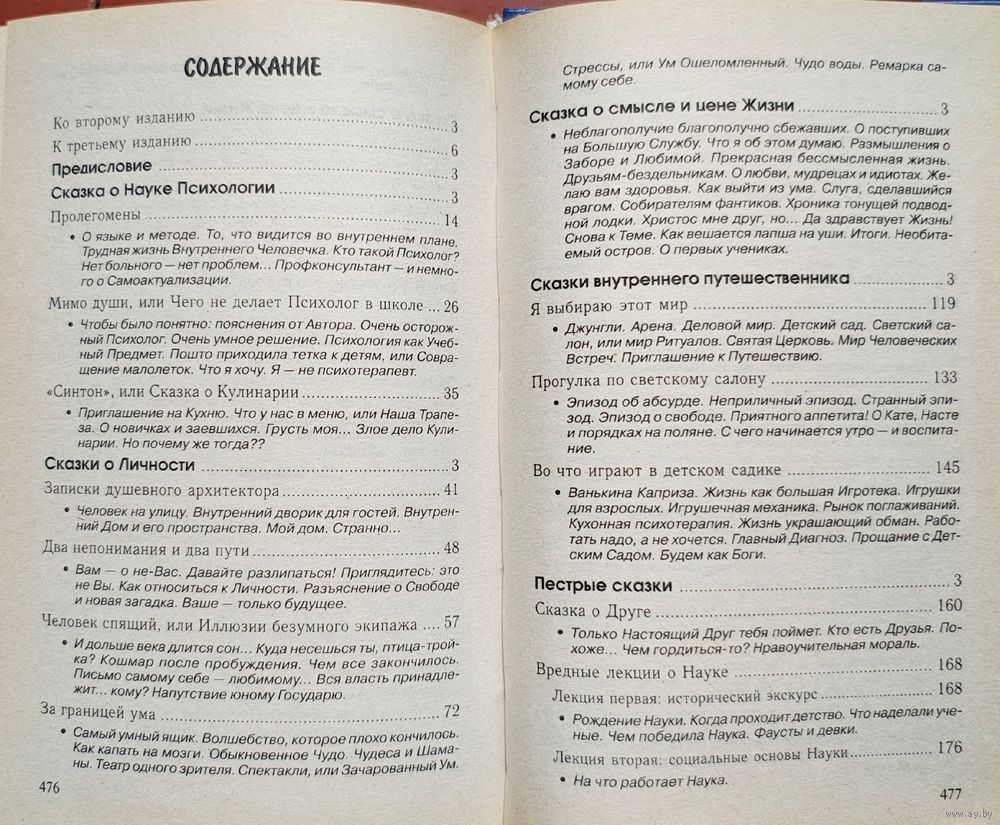 СОДЕРЖАНИЕ
Ко второму изданию ........ 3
К третьему изданию ........ 6
Предисловие ........ 3
Сказка о Науке Психологии ........ 3
Пролегомены ........ 14
• О языке и методе. То, что видится во внутреннем плане.
Трудная жизнь Внутреннего Человечка. Кто такой Психолог?
Нет больного — нет проблем... Профконсультант — и немно-
го о Самоактуализации.
Мимо души, или Чего не делает Психолог в школе ... 26
• Чтобы было понятно: пояснения от Автора. Очень осторож-
ный Психолог. Очень умное решение. Психология как Учеб-
ный Предмет. Пошто приходила тетка к детям, или Совра-
щение малолеток. Что я хочу. Я — не психотерапевт.
«Синтон», или Сказка о Кулинарии ........ 35
• Приглашение на Кухню. Что у нас в меню, или Наша Трапе-
за. О новичках и заевшихся. Грусть моя... Злое дело Кули-
нарии. Но почему же тогда??
Сказки о Личности ........ 3
Записки душевного архитектора ........ 41
• Человек на улицу. Внутренний дворик для гостей. Внутрен-
ний Дом и его пространства. Мой дом. Странно...
Два непонимания и два пути ........ 48
• Вам — о не-Вас. Давайте разлипаться! Приглядитесь: это
не Вы. Как относиться к Личности. Разъяснение о Свободе
и новая загадка. Ваше — только будущее.
Человек спящий, или Иллюзии безумного экипажа .... 57
• И дольше века длится сон... Куда несешься ты, птица-трой-
ка? Кошмар после пробуждения. Чем все закончилось.
Письмо самому себе — любимому... Вся власть принадле-
жит... кому? Напутствие юному Государю.
За границей ума ........ 72
• Самый умный ящик. Волшебство, которое плохо кончилось.
Как капать на мозги. Обыкновенное Чудо. Чудеса и Шама-
ны. Театр одного зрителя. Спектакли, или Зачарованный Ум.
476
Стрессы, или Ум Ошеломленный. Чудо воды. Ремарка са-
мому себе.
Сказка о смысле и цене Жизни ........ 3
• Неблагополучие благополучно сбежавших. О поступивших
на Большую Службу. Что я об этом думаю. Размышления о
Заборе и Любимой. Прекрасная бессмысленная жизнь.
Друзьям-бездельникам. О любви, мудрецах и идиотах. Же-
лаю вам здоровья. Как выйти из ума. Слуга, сделавшийся
врагом. Собирателям фантиков. Хроника тонущей подвод-
ной лодки. Христос мне друг, но... Да здравствует Жизнь!
Снова к Теме. Как вешается лапша на уши. Итоги. Необита-
емый остров. О первых учениках.
Сказки внутреннего путешественника ........ 3
Я выбираю этот мир ........ 119
• Джунгли. Арена. Деловой мир. Детский сад. Светский са-
лон, или мир Ритуалов. Святая Церковь. Мир Человеческих
Встреч. Приглашение к Путешествию.
Прогулка по светскому салону ........ 133
• Эпизод об абсурде. Неприличный эпизод. Странный эпи-
зод. Эпизод о свободе. Приятного аппетита! О Кате, Насте
и порядках на поляне. С чего начинается утро — и воспита-
ние.
Во что играют в детском садике ........ 145
• Ванькина Каприза. Жизнь как большая Игротека. Игрушки
для взрослых. Игрушечная механика. Рынок поглаживаний.
Кухонная психотерапия. Жизнь украшающий обман. Рабо-
тать надо, а не хочется. Главный Диагноз. Прощание с Дет-
ским Садом. Будем как Боги.
Пестрые сказки ........ 3
Сказка о Друге ........ 160
• Только Настоящий Друг тебя поймет. Кто есть Друзья. По-
хоже... Чем гордиться-то? Нравоучительная мораль.
Вредные лекции о Науке ........ 168
Лекция первая: исторический экскурс ........ 168
• Рождение Науки. Когда проходит детство. Что наделали уче-
ные. Чем победила Наука. Фаусты и девки.
Лекция вторая: социальные основы Науки ........ 176
• На что работает Наука.
477
www.ay.by